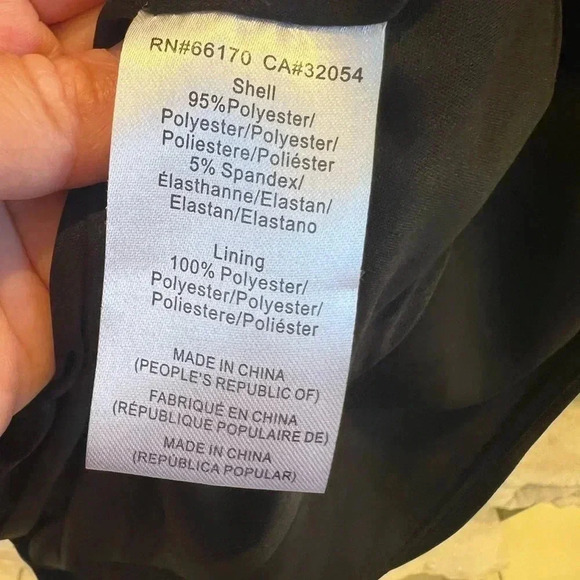 RN#66170 CA#32054
Shell
95%Polyester/
Polyester/Polyester/
Poliestere/Poliéster
5% Spandex/
Élasthanne/Elastan/
Elastan/Elastano
Lining
100% Polyester/
Polyester/Polyester/
Poliestere/Poliéster
MADE IN CHINA
(PEOPLE'S REPUBLIC OF)
FABRIQUÉ EN CHINA
(RÉPUBLIQUE POPULAIRE DE)
MADE IN CHINA
(REPÚBLICA POPULAR)